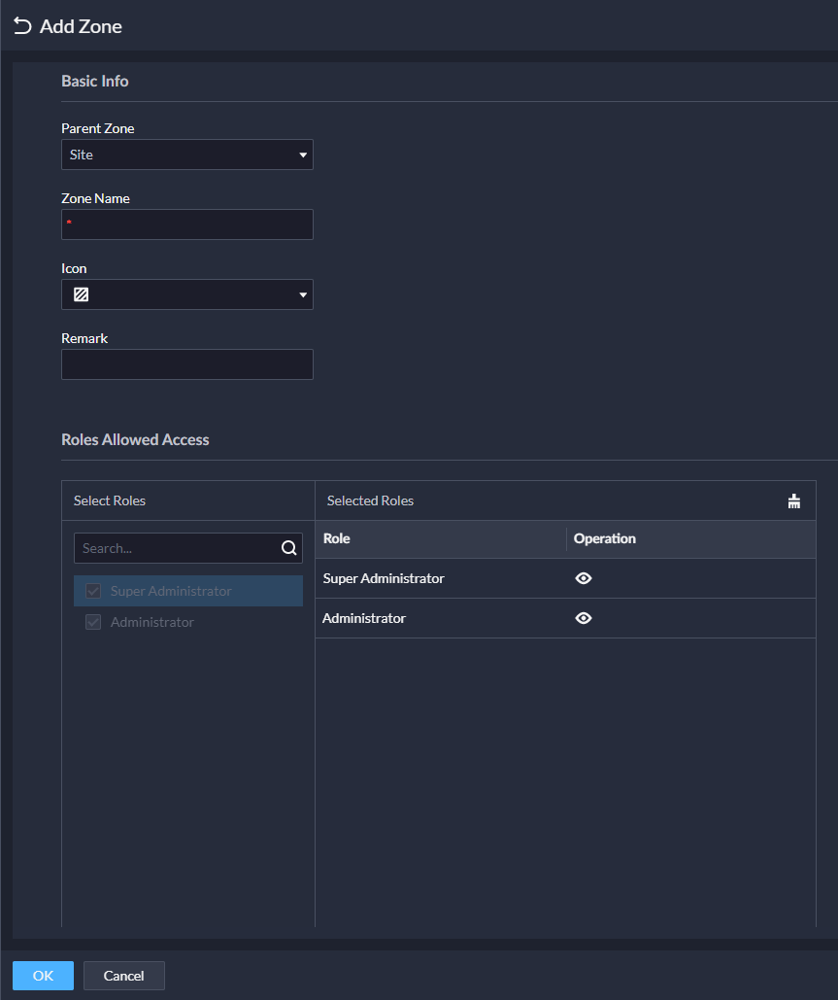 Add Zone
Basic Info
Parent Zone
Site
Zone Name
*
Icon
Remark
Roles Allowed Access
Select Roles
Selected Roles
Search...
Role
Operation
Super Administrator
Super Administrator
Administrator
Administrator
OK
Cancel